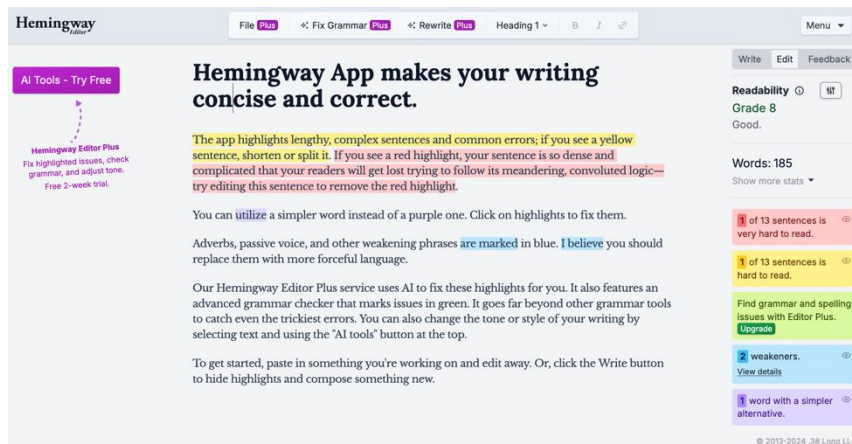 Hemingway
Editor
File Plus
Fix Grammar Plus
Rewrite Plus
Heading 1
B
I
Menu
AI Tools - Try Free
Hemingway Editor Plus
Fix highlighted issues, check
grammar, and adjust tone.
Free 2-week trial.
Hemingway App makes your writing
concise and correct.
The app highlights lengthy, complex sentences and common errors; if you see a yellow
sentence, shorten or split it. If you see a red highlight, your sentence is so dense and
complicated that your readers will get lost trying to follow its meandering, convoluted logic—
try editing this sentence to remove the red highlight.
You can utilize a simpler word instead of a purple one. Click on highlights to fix them.
Adverbs, passive voice, and other weakening phrases are marked in blue. I believe you should
replace them with more forceful language.
Our Hemingway Editor Plus service uses AI to fix these highlights for you. It also features an
advanced grammar checker that marks issues in green. It goes far beyond other grammar tools
to catch even the trickiest errors. You can also change the tone or style of your writing by
selecting text and using the "AI tools" button at the top.
To get started, paste in something you're working on and edit away. Or, click the Write button
to hide highlights and compose something new.
Write
Edit
Feedback
Readability
Grade 8
Good.
Words: 185
Show more stats
1 of 13 sentences is
very hard to read.
1 of 13 sentences is
hard to read.
Find grammar and spelling
issues with Editor Plus.
Upgrade
2 weakeners.
View details
1 word with a simpler
alternative.
© 2013-2024 .38 Long